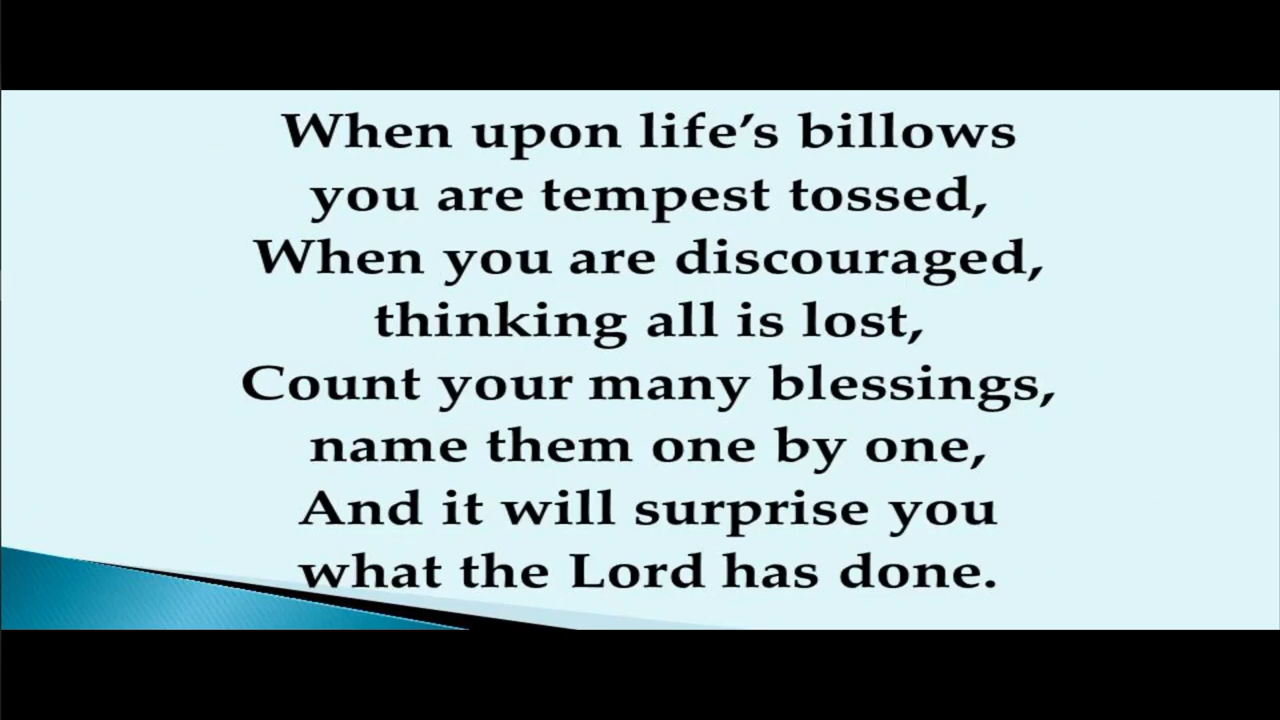 When upon life’s billows
you are tempest tossed,
When you are discouraged,
thinking all is lost,
Count your many blessings,
name them one by one,
And it will surprise you
what the Lord has done.